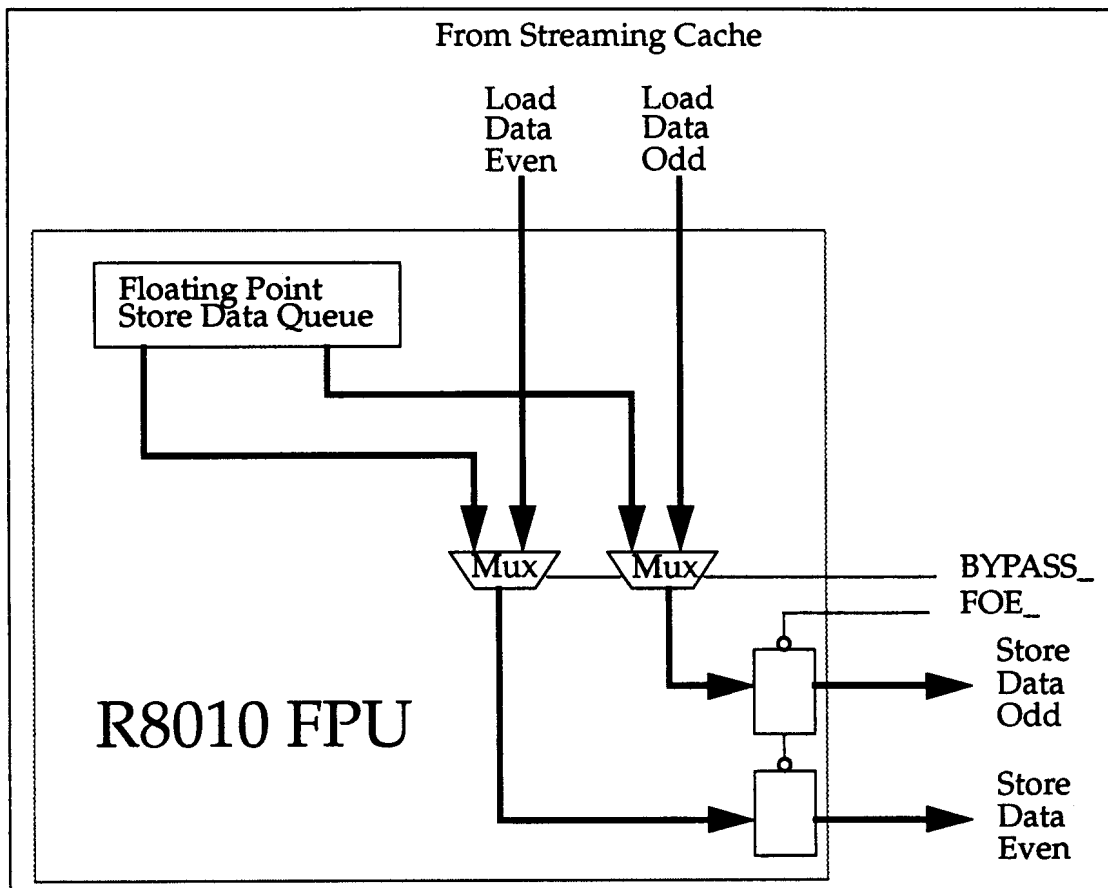 From Streaming Cache
Load
Data
Even
Load
Data
Odd
Floating Point
Store Data Queue
Mux
Mux
BYPASS_
FOE_
Store
Data
Odd
R8010 FPU
Store
Data
Even